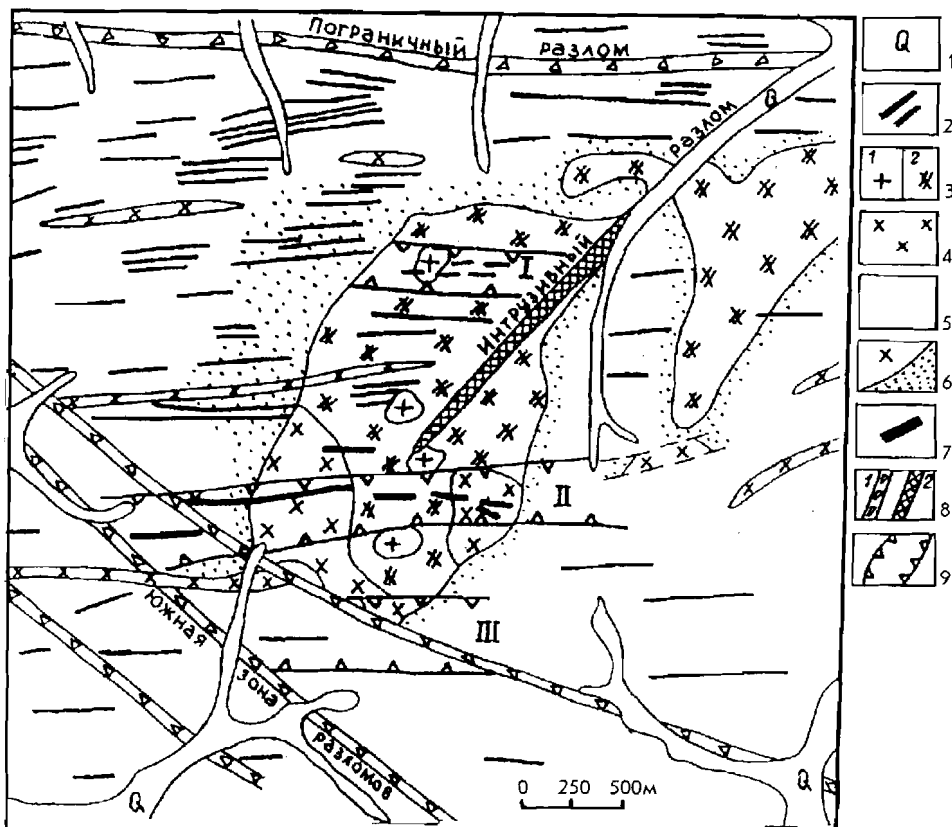 Пограничный разлом
Q
1
2
1 2
3
4
5
6
7
1 2
8
9
Интрузивный разлом
Q
I
II
III
Южная зона разломов
Q
Q
0 250 500м